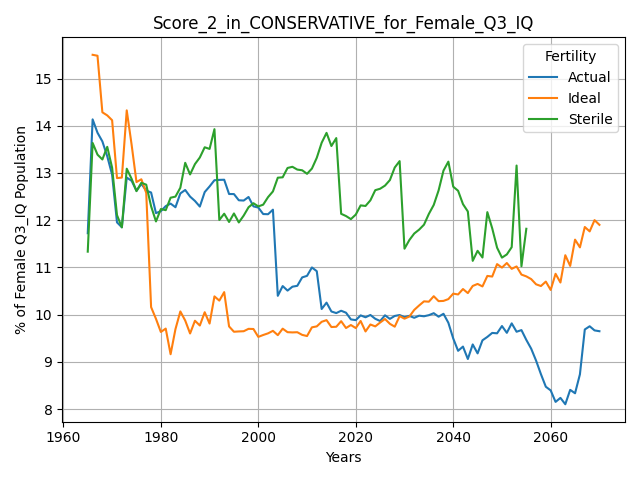 Score_2_in_CONSERVATIVE_for_Female_Q3_IQ
Fertility
Actual
Ideal
Sterile
% of Female Q3_IQ Population
15
14
13
12
11
10
9
8
1960
1980
2000
2020
2040
2060
Years